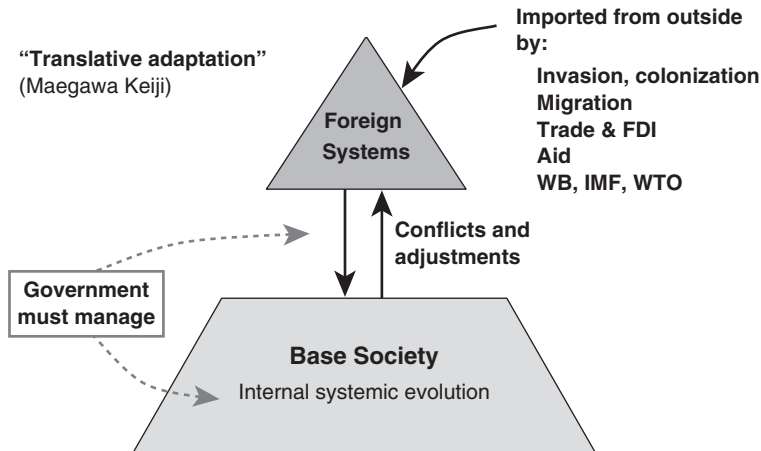 “Translative adaptation”
(Maegawa Keiji)
Imported from outside
by:
Invasion, colonization
Migration
Trade & FDI
Aid
WB, IMF, WTO
Foreign
Systems
Conflicts and
adjustments
Government
must manage
Base Society
Internal systemic evolution